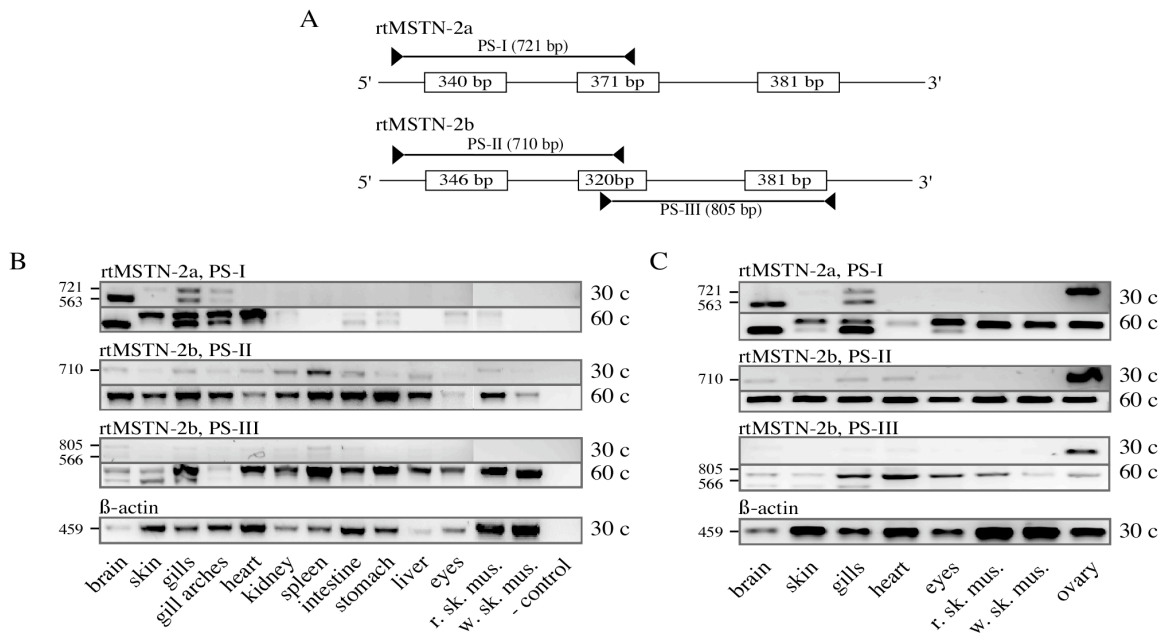 A
rtMSTN-2a
PS-I (721 bp)
5' 340 bp 371 bp 381 bp 3'
rtMSTN-2b
PS-II (710 bp)
5' 346 bp 320bp 381 bp 3'
PS-III (805 bp)
B
rtMSTN-2a, PS-I
721
563
30 c
60 c
rtMSTN-2b, PS-II
710
30 c
60 c
rtMSTN-2b, PS-III
805
566
30 c
60 c
ß-actin
459
30 c
brain skin gills gill arches heart kidney spleen intestine stomach liver eyes r. sk. mus. w. sk. mus. - control
C
rtMSTN-2a, PS-I
721
563
30 c
60 c
rtMSTN-2b, PS-II
710
30 c
60 c
rtMSTN-2b, PS-III
30 c
805
566
60 c
ß-actin
459
30 c
brain skin gills heart eyes r. sk. mus. w. sk. mus. ovary